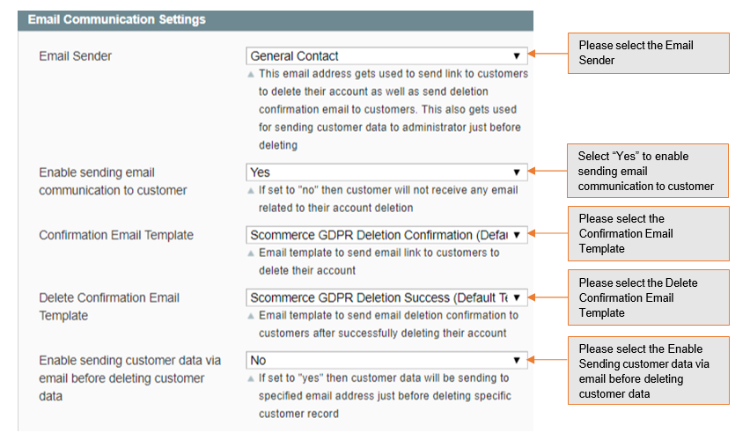 Email Communication Settings
Email Sender
General Contact
This email address gets used to send link to customers
to delete their account as well as send deletion
confirmation email to customers. This also gets used
for sending customer data to administrator just before
deleting
Please select the Email
Sender
Enable sending email
communication to customer
Yes
If set to "no" then customer will not receive any email
related to their account deletion
Select “Yes” to enable
sending email
communication to customer
Confirmation Email Template
Scommerce GDPR Deletion Confirmation (Defau
Email template to send email link to customers to
delete their account
Please select the
Confirmation Email
Template
Delete Confirmation Email
Template
Scommerce GDPR Deletion Success (Default Te
Email template to send email deletion confirmation to
customers after successfully deleting their account
Please select the Delete
Confirmation Email
Template
Enable sending customer data via
email before deleting customer
data
No
If set to "yes" then customer data will be sending to
specified email address just before deleting specific
customer record
Please select the Enable
Sending customer data via
email before deleting
customer data